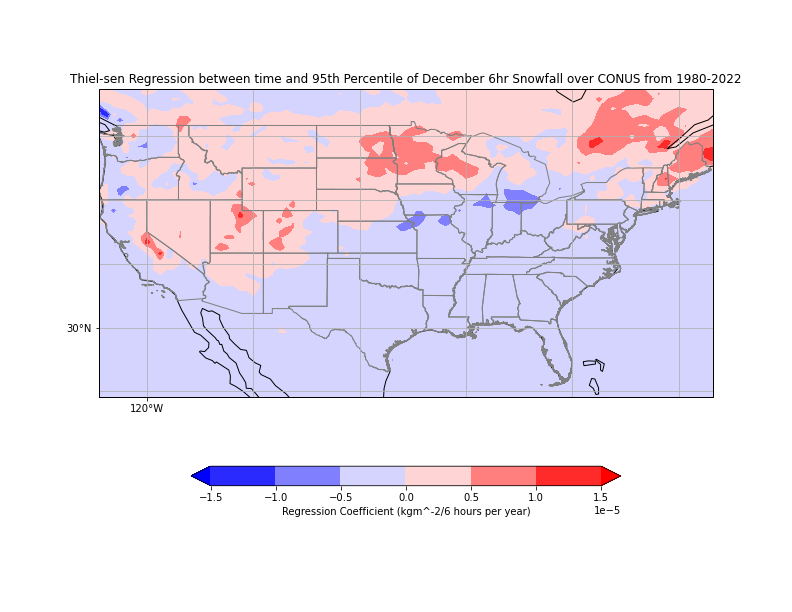 Thiel-sen Regression between time and 95th Percentile of December 6hr Snowfall over CONUS from 1980-2022
30°N
120°W
−1.5 −1.0 −0.5 0.0 0.5 1.0 1.5
1e−5
Regression Coefficient (kgm^-2/6 hours per year)